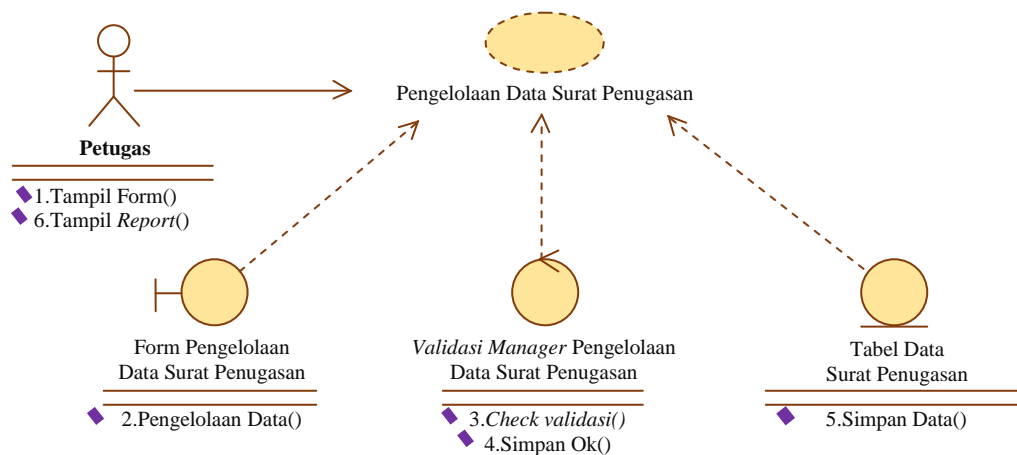 Pengelolaan Data Surat Penugasan
Petugas
1.Tampil Form()
6.Tampil Report()
Form Pengelolaan
Data Surat Penugasan
2.Pengelolaan Data()
Validasi Manager Pengelolaan
Data Surat Penugasan
3.Check validasi()
4.Simpan Ok()
Tabel Data
Surat Penugasan
5.Simpan Data()